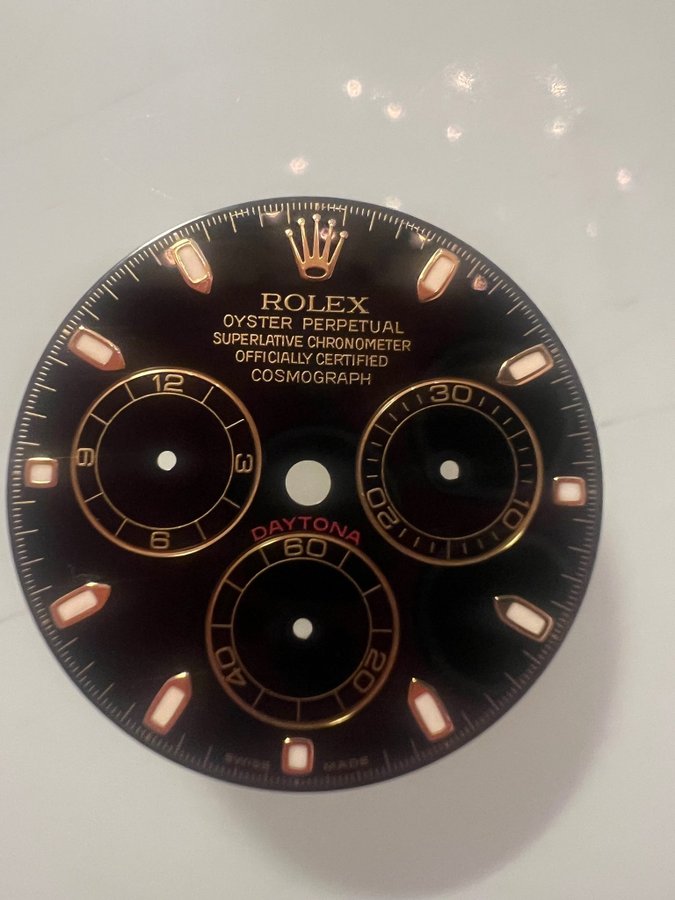 ROLEX
OYSTER PERPETUAL
SUPERLATIVE CHRONOMETER
OFFICIALLY CERTIFIED
COSMOGRAPH
12
3
6
9
30
10
20
DAYTONA
60
20
40
SWISS MADE